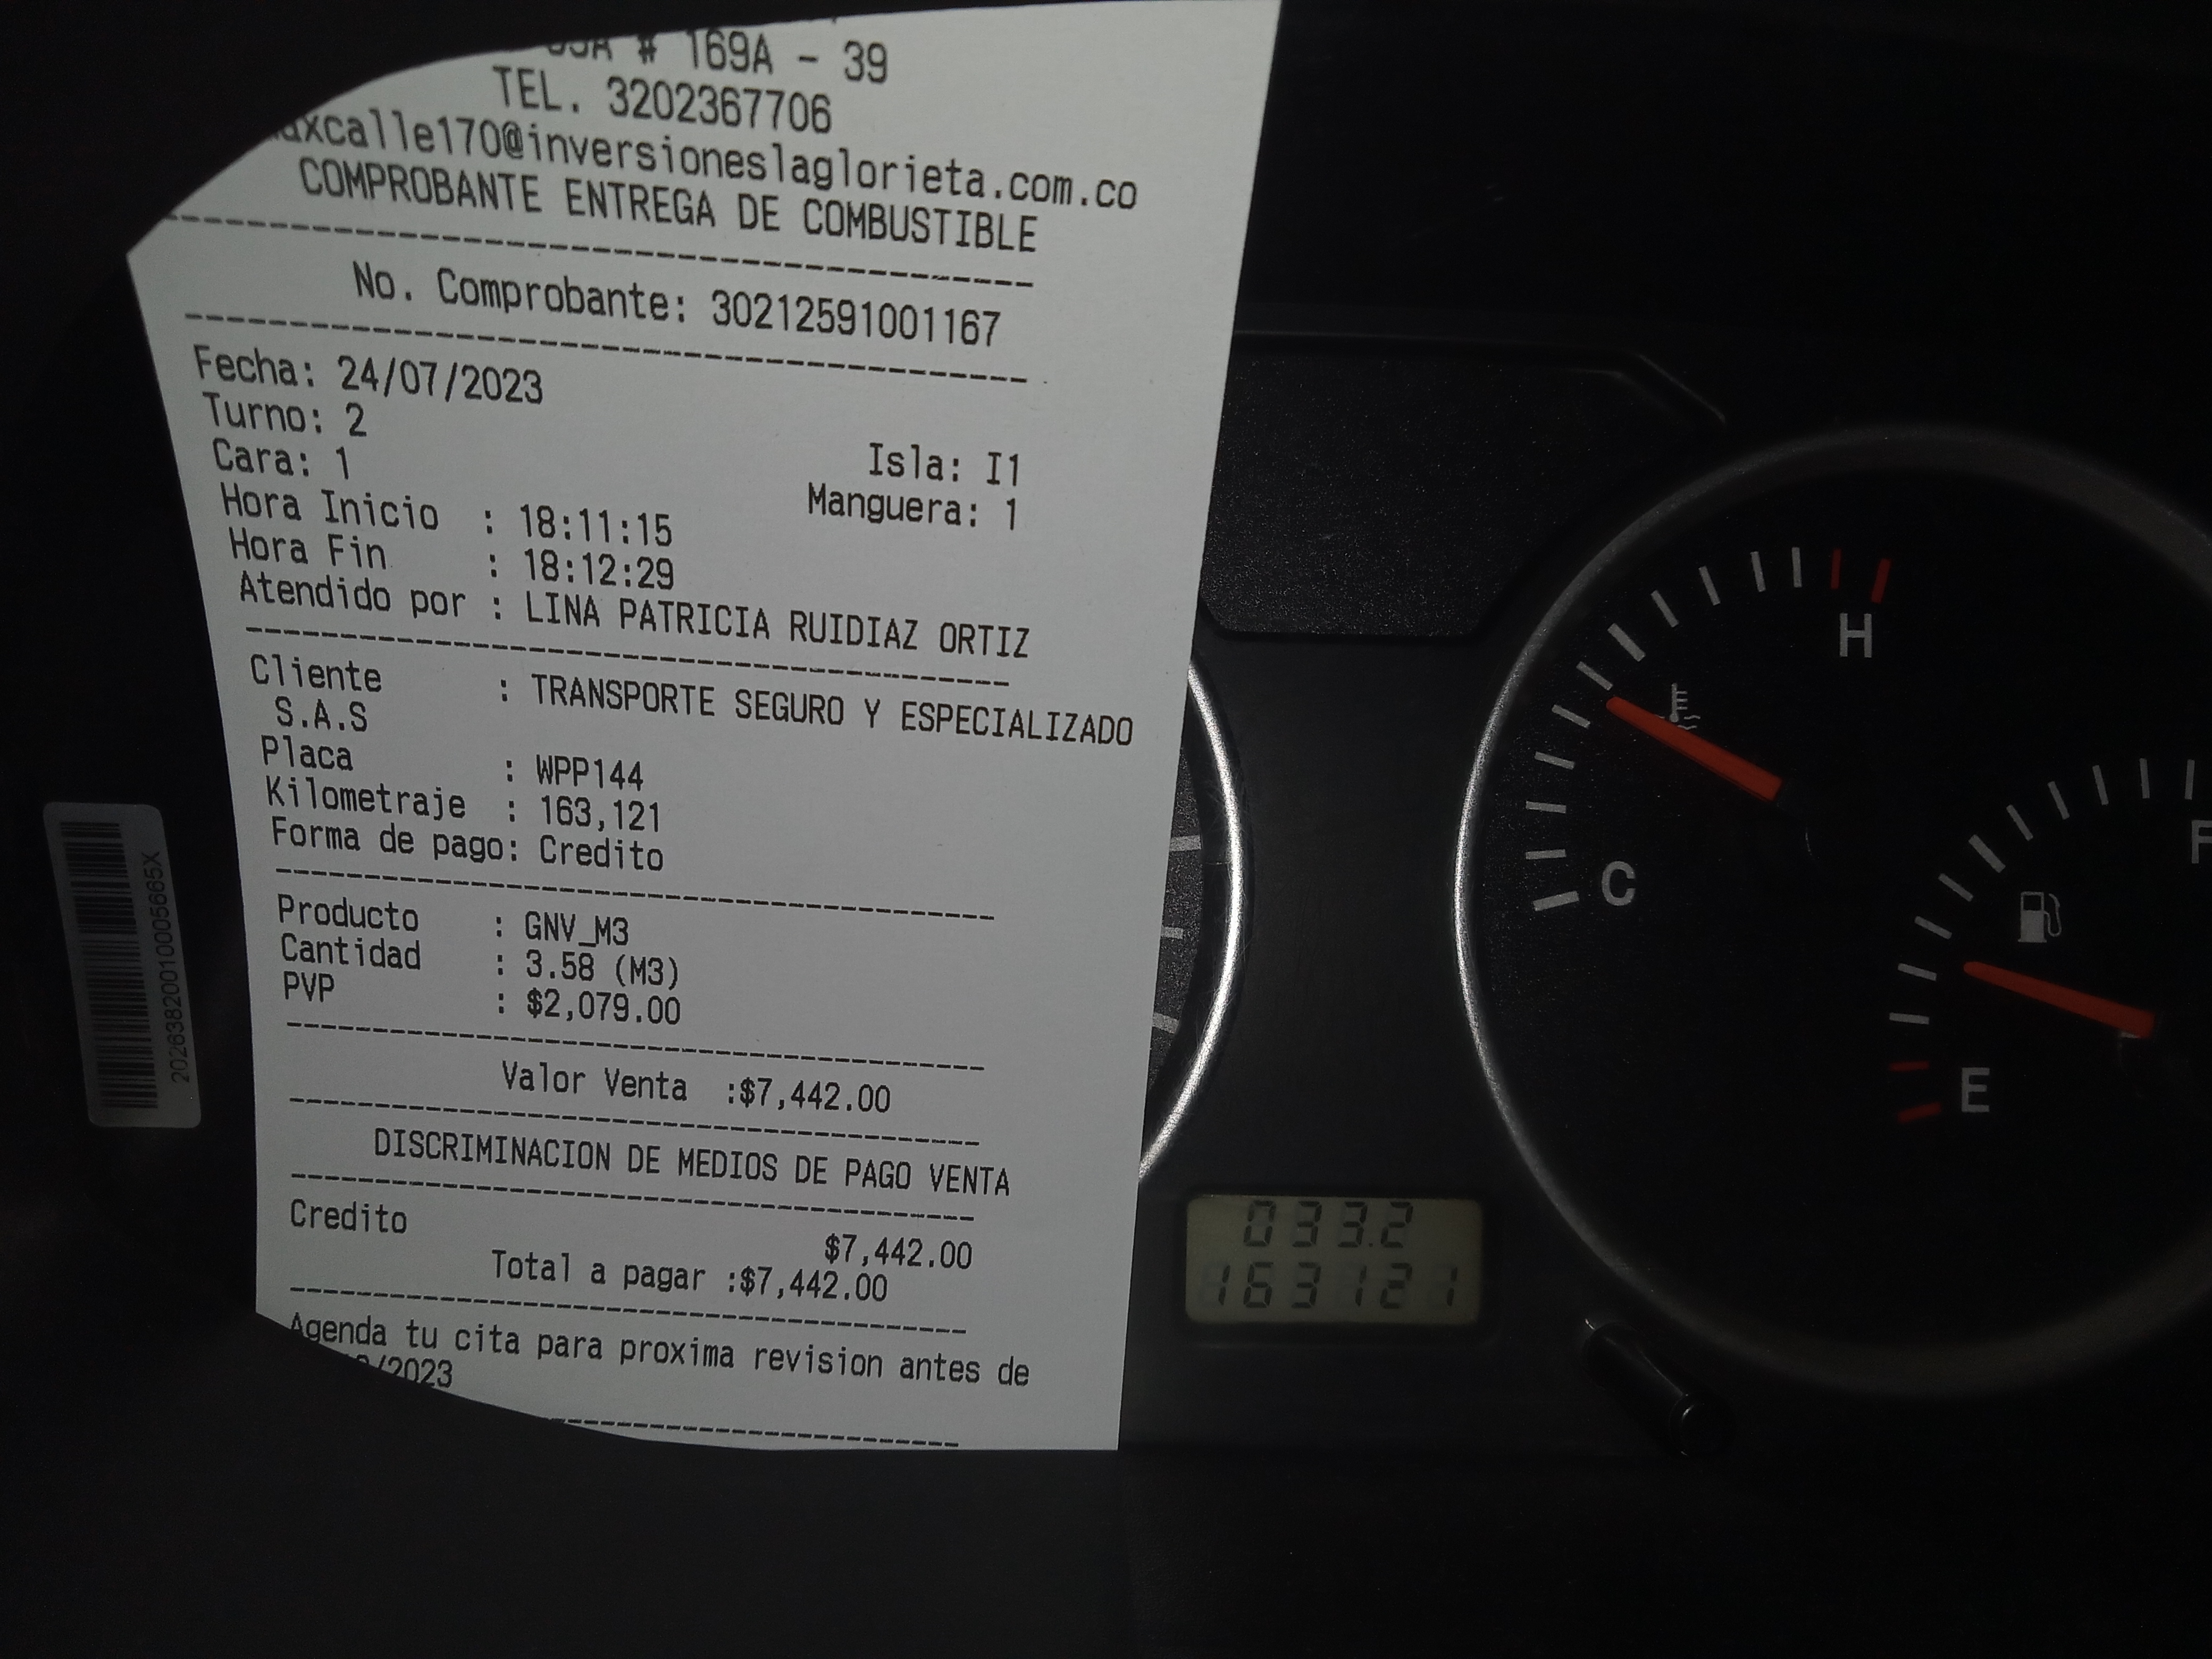 # 169A - 39
TEL. 3202367706
axcalle170@inversioneslaglorieta.com.co
COMPROBANTE ENTREGA DE COMBUSTIBLE
No. Comprobante: 30212591001167
Fecha: 24/07/2023
Turno: 2
Cara: 1 Isla: I1
Hora Inicio : 18:11:15 Manguera: 1
Hora Fin : 18:12:29
Atendido por : LINA PATRICIA RUIDIAZ ORTIZ
Cliente : TRANSPORTE SEGURO Y ESPECIALIZADO
S.A.S
Placa : WPP144
Kilometraje : 163,121
Forma de pago: Credito
Producto : GNV_M3
Cantidad : 3.58 (M3)
PVP : $2,079.00
Valor Venta :$7,442.00
DISCRIMINACION DE MEDIOS DE PAGO VENTA
Credito $7,442.00
Total a pagar :$7,442.00
Agenda tu cita para proxima revision antes de
/2023
H
C
F
E
033.2
163121